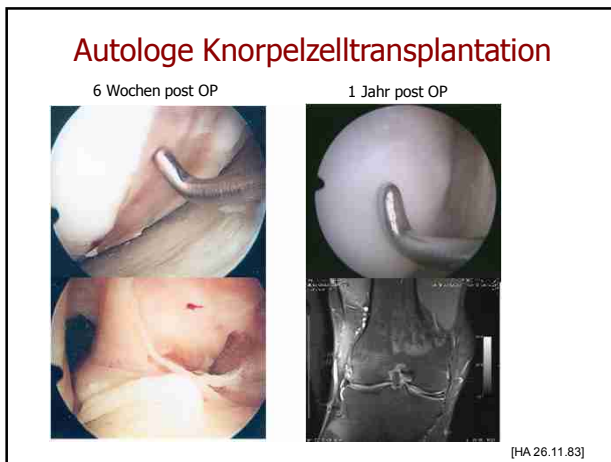 Autologe Knorpelzelltransplantation
6 Wochen post OP
1 Jahr post OP
[HA 26.11.83]